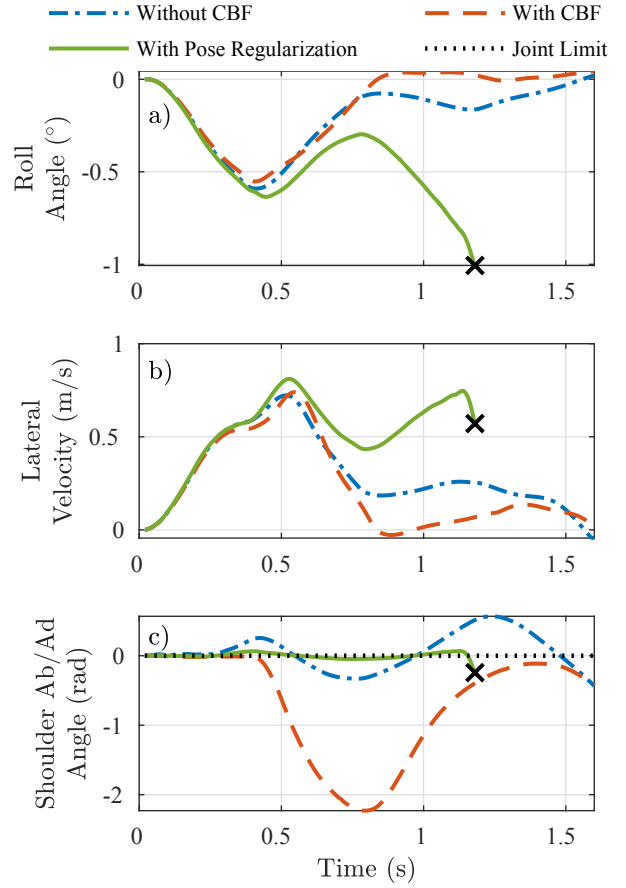 Without CBF
With CBF
With Pose Regularization
Joint Limit
Roll
Angle (°)
a)
0
-0.5
-1
0
0.5
1
1.5
Lateral
Velocity (m/s)
b)
1
0.5
0
0
0.5
1
1.5
Shoulder Ab/Ad
Angle (rad)
c)
0
-1
-2
0
0.5
1
1.5
Time (s)